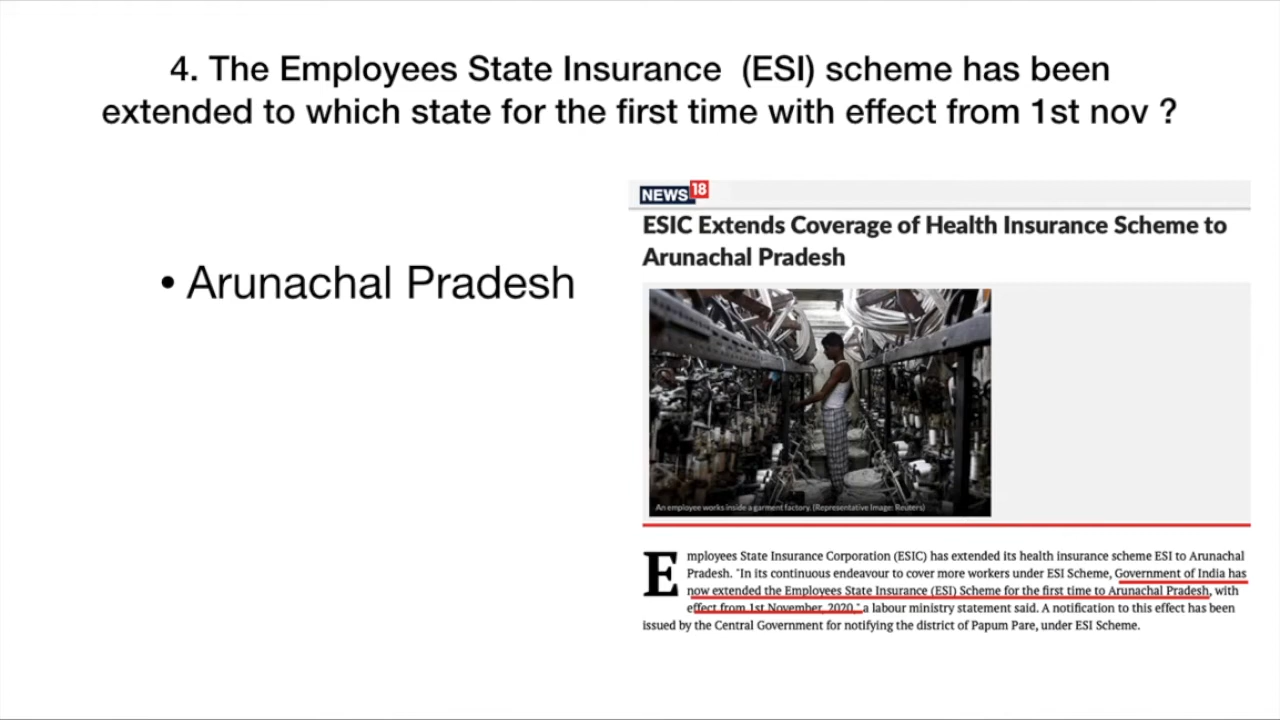 4. The Employees State Insurance (ESI) scheme has been
extended to which state for the first time with effect from 1st nov ?
• Arunachal Pradesh
NEWS18
ESIC Extends Coverage of Health Insurance Scheme to
Arunachal Pradesh
An employee works inside a garment factory. (Representative Image: Reuters)
Employees State Insurance Corporation (ESIC) has extended its health insurance scheme ESI to Arunachal
Pradesh. "In its continuous endeavour to cover more workers under ESI Scheme, Government of India has
now extended the Employees State Insurance (ESI) Scheme for the first time to Arunachal Pradesh, with
effect from 1st November, 2020," a labour ministry statement said. A notification to this effect has been
issued by the Central Government for notifying the district of Papum Pare, under ESI Scheme.